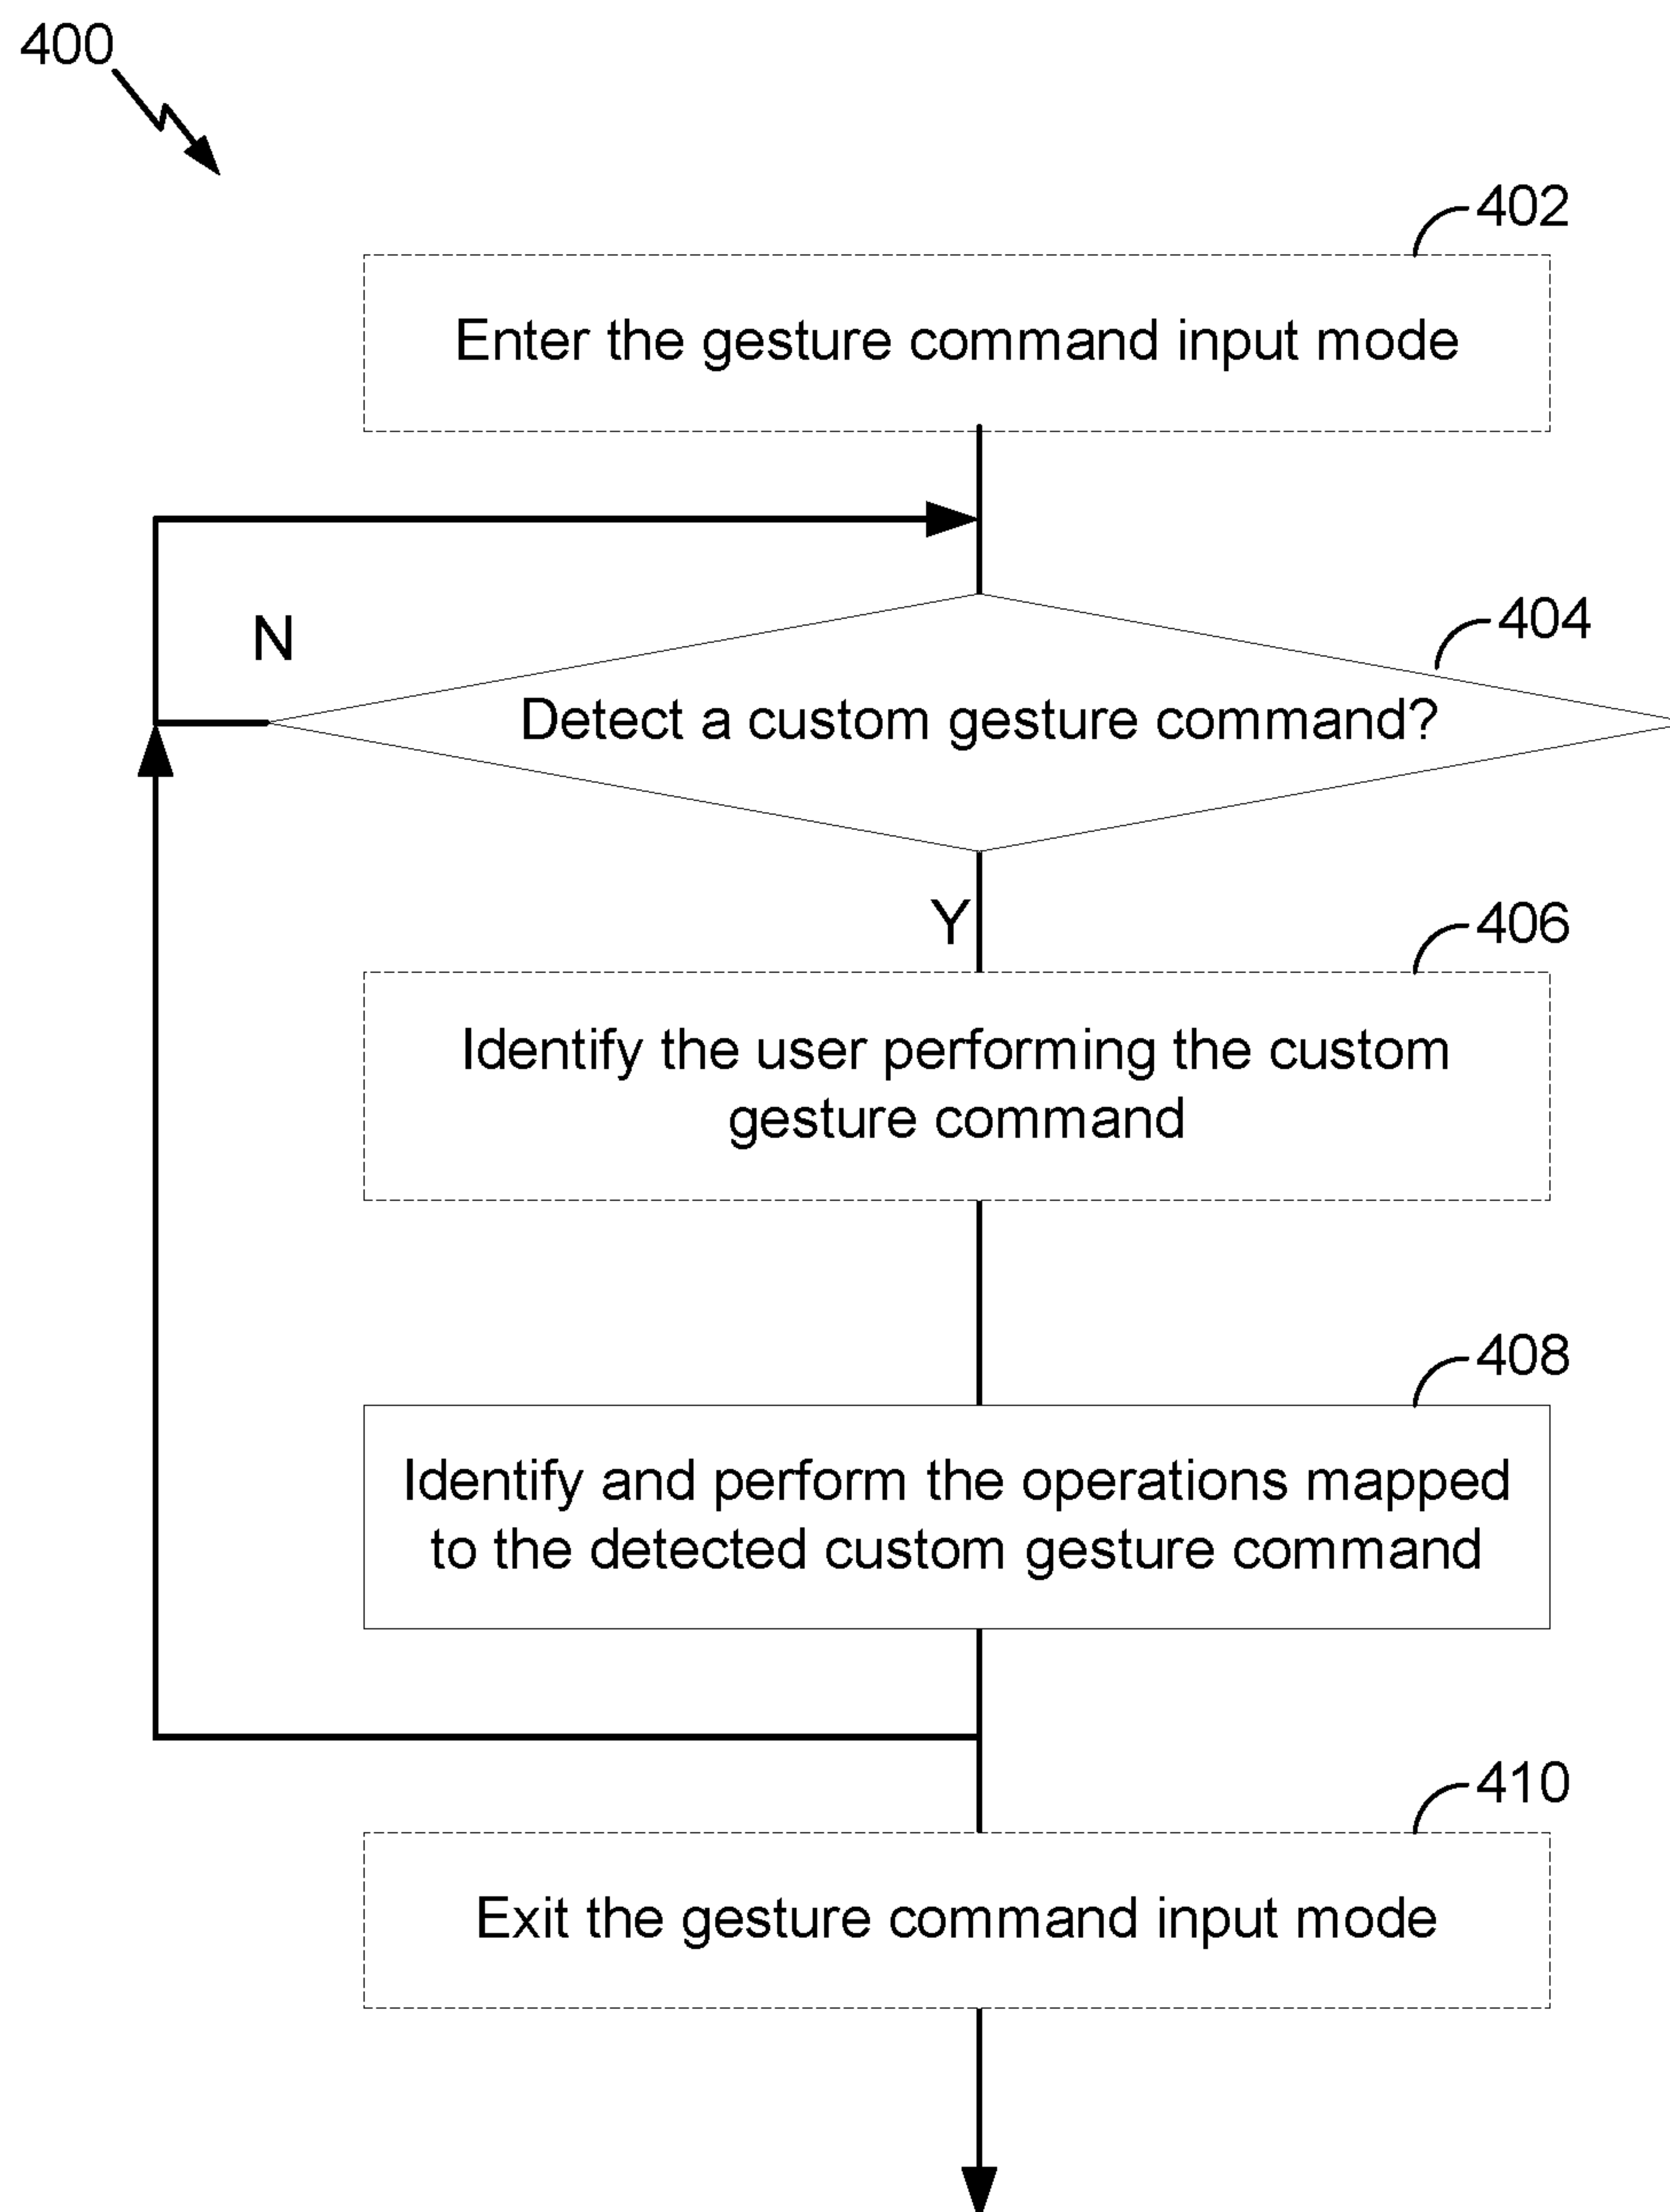 400
402
Enter the gesture command input mode
N
404
Detect a custom gesture command?
Y
406
Identify the user performing the custom
gesture command
408
Identify and perform the operations mapped
to the detected custom gesture command
410
Exit the gesture command input mode